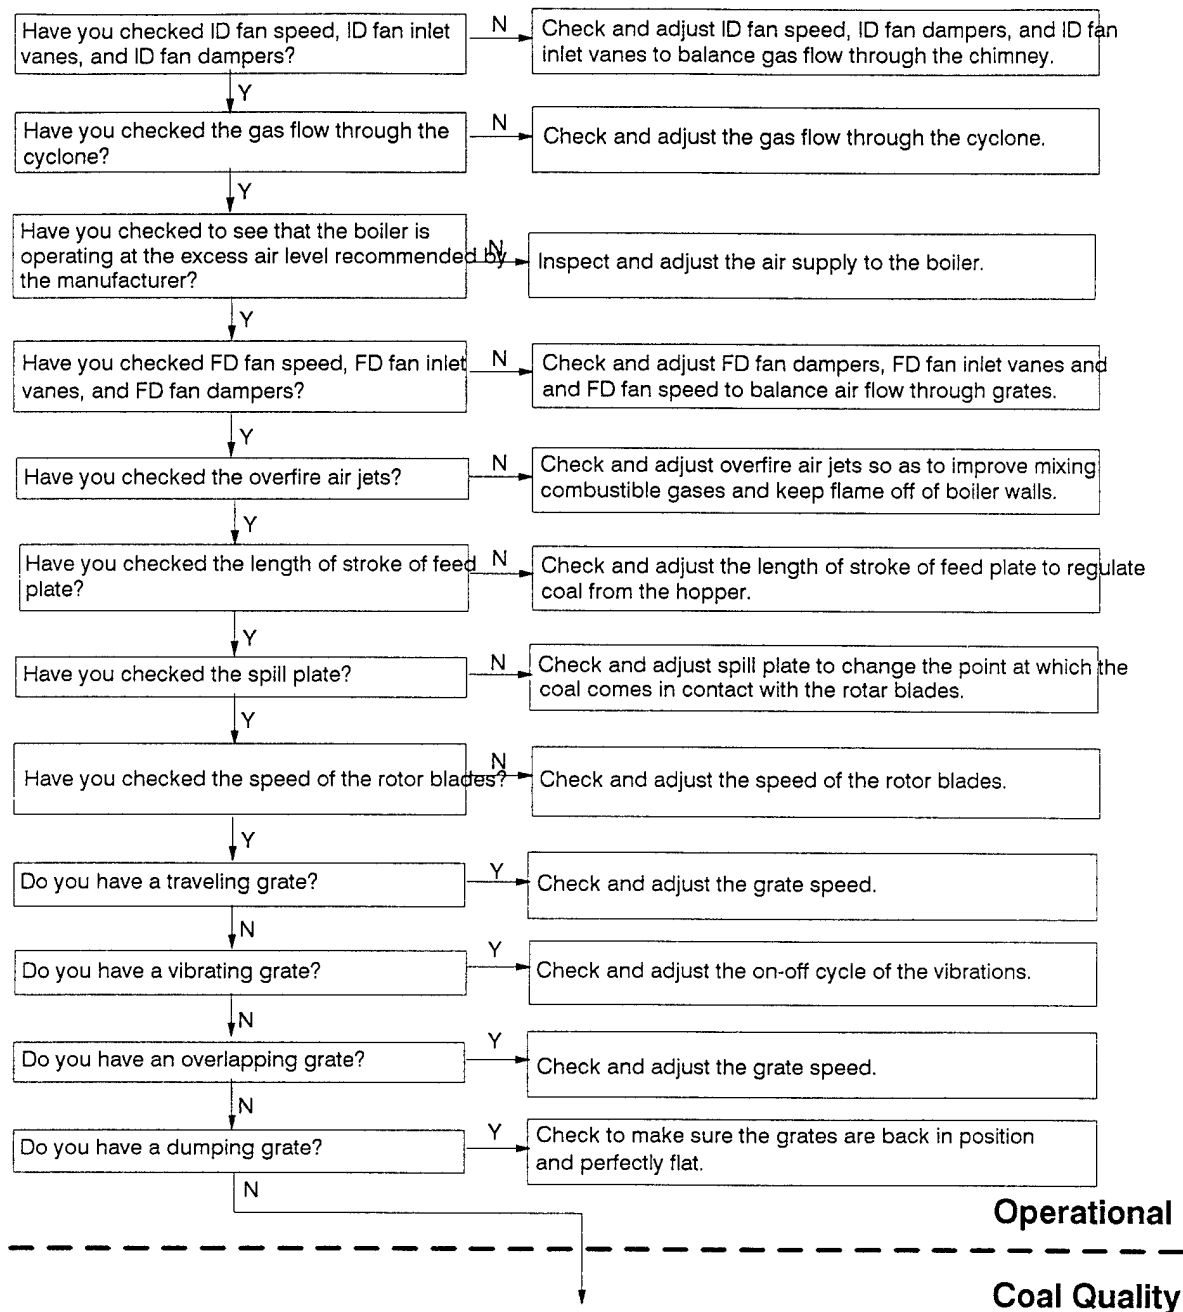 Have you checked ID fan speed, ID fan inlet
vanes, and ID fan dampers?
N
Check and adjust ID fan speed, ID fan dampers, and ID fan
inlet vanes to balance gas flow through the chimney.
Y
Have you checked the gas flow through the
cyclone?
N
Check and adjust the gas flow through the cyclone.
Y
Have you checked to see that the boiler is
operating at the excess air level recommended by
the manufacturer?
N
Inspect and adjust the air supply to the boiler.
Y
Have you checked FD fan speed, FD fan inlet
vanes, and FD fan dampers?
N
Check and adjust FD fan dampers, FD fan inlet vanes and
and FD fan speed to balance air flow through grates.
Y
Have you checked the overfire air jets?
N
Check and adjust overfire air jets so as to improve mixing
combustible gases and keep flame off of boiler walls.
Y
Have you checked the length of stroke of feed
plate?
N
Check and adjust the length of stroke of feed plate to regulate
coal from the hopper.
Y
Have you checked the spill plate?
N
Check and adjust spill plate to change the point at which the
coal comes in contact with the rotar blades.
Y
Have you checked the speed of the rotor blades?
N
Check and adjust the speed of the rotor blades.
Y
Do you have a traveling grate?
Y
Check and adjust the grate speed.
N
Do you have a vibrating grate?
Y
Check and adjust the on-off cycle of the vibrations.
N
Do you have an overlapping grate?
Y
Check and adjust the grate speed.
N
Do you have a dumping grate?
Y
Check to make sure the grates are back in position
and perfectly flat.
N
Operational
Coal Quality